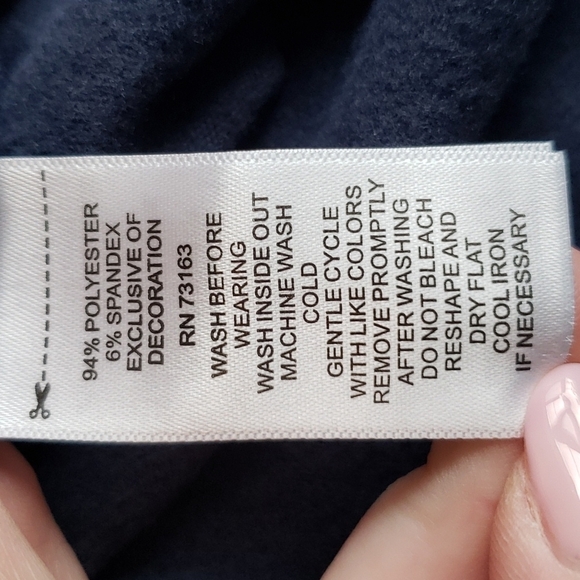 94% POLYESTER
6% SPANDEX
EXCLUSIVE OF
DECORATION
RN 73163
WASH BEFORE
WEARING
WASH INSIDE OUT
MACHINE WASH
COLD
GENTLE CYCLE
WITH LIKE COLORS
REMOVE PROMPTLY
AFTER WASHING
DO NOT BLEACH
RESHAPE AND
DRY FLAT
COOL IRON
IF NECESSARY